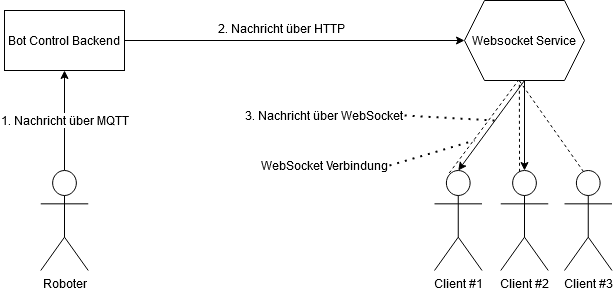 2. Nachricht über HTTP
Bot Control Backend
Websocket Service
1. Nachricht über MQTT
3. Nachricht über WebSocket
WebSocket Verbindung
Roboter
Client #1
Client #2
Client #3